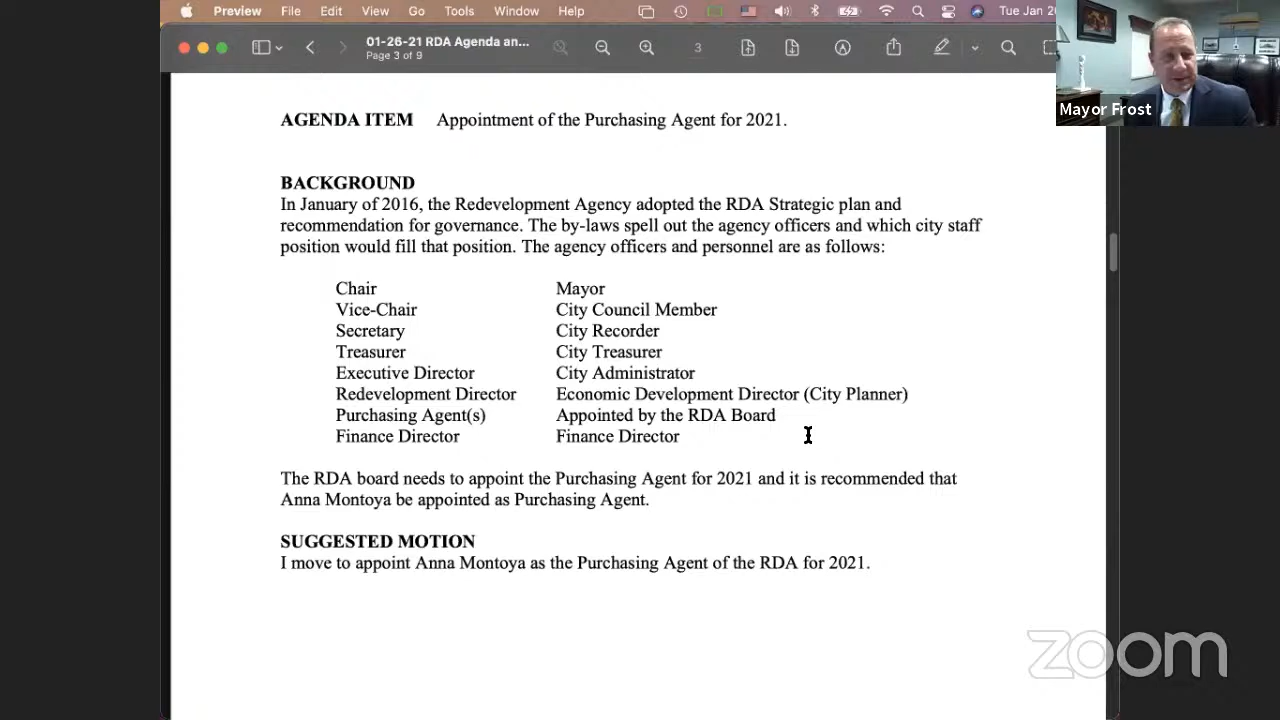 Preview File Edit View Go Tools Window Help Tue Jan 2
01-26-21 RDA Agenda an...
Page 3 of 9
3
Mayor Frost
AGENDA ITEM Appointment of the Purchasing Agent for 2021.
BACKGROUND
In January of 2016, the Redevelopment Agency adopted the RDA Strategic plan and
recommendation for governance. The by-laws spell out the agency officers and which city staff
position would fill that position. The agency officers and personnel are as follows:
Chair Mayor
Vice-Chair City Council Member
Secretary City Recorder
Treasurer City Treasurer
Executive Director City Administrator
Redevelopment Director Economic Development Director (City Planner)
Purchasing Agent(s) Appointed by the RDA Board
Finance Director Finance Director
The RDA board needs to appoint the Purchasing Agent for 2021 and it is recommended that
Anna Montoya be appointed as Purchasing Agent.
SUGGESTED MOTION
I move to appoint Anna Montoya as the Purchasing Agent of the RDA for 2021.
zoom